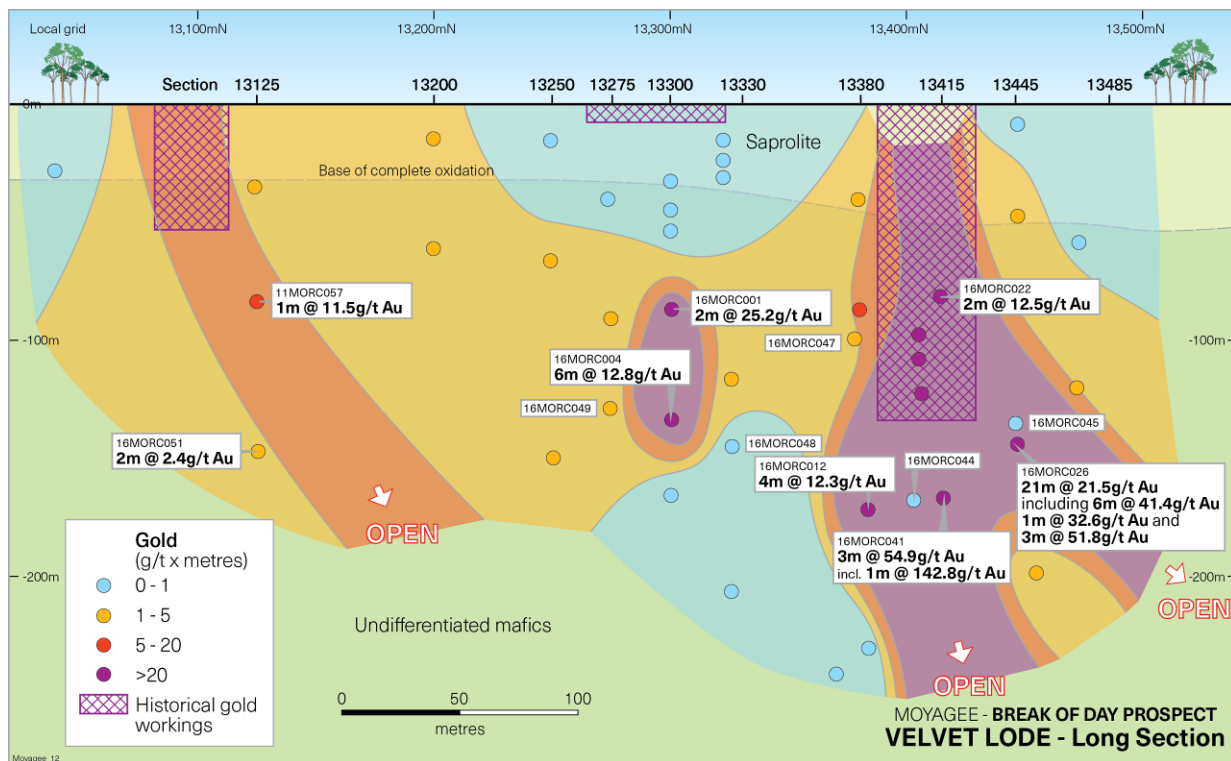 Local grid
13,100mN
13,200mN
13,300mN
13,400mN
13,500mN
Section
13125
13200
13250
13275
13300
13330
13380
13415
13445
13485
0m
Saprolite
Base of complete oxidation
11MORC057
1m @ 11.5g/t Au
16MORC001
2m @ 25.2g/t Au
16MORC022
2m @ 12.5g/t Au
-100m
-100m
16MORC047
16MORC004
6m @ 12.8g/t Au
16MORC049
16MORC051
2m @ 2.4g/t Au
16MORC048
16MORC045
16MORC012
4m @ 12.3g/t Au
16MORC044
16MORC026
21m @ 21.5g/t Au
including 6m @ 41.4g/t Au
1m @ 32.6g/t Au and
3m @ 51.8g/t Au
16MORC041
3m @ 54.9g/t Au
incl. 1m @ 142.8g/t Au
OPEN
-200m
-200m
OPEN
OPEN
Gold
(g/t x metres)
0 - 1
1 - 5
5 - 20
>20
Historical gold
workings
Undifferentiated mafics
0
50
100
metres
MOYAGEE - BREAK OF DAY PROSPECT
VELVET LODE - Long Section
Moyagee_12